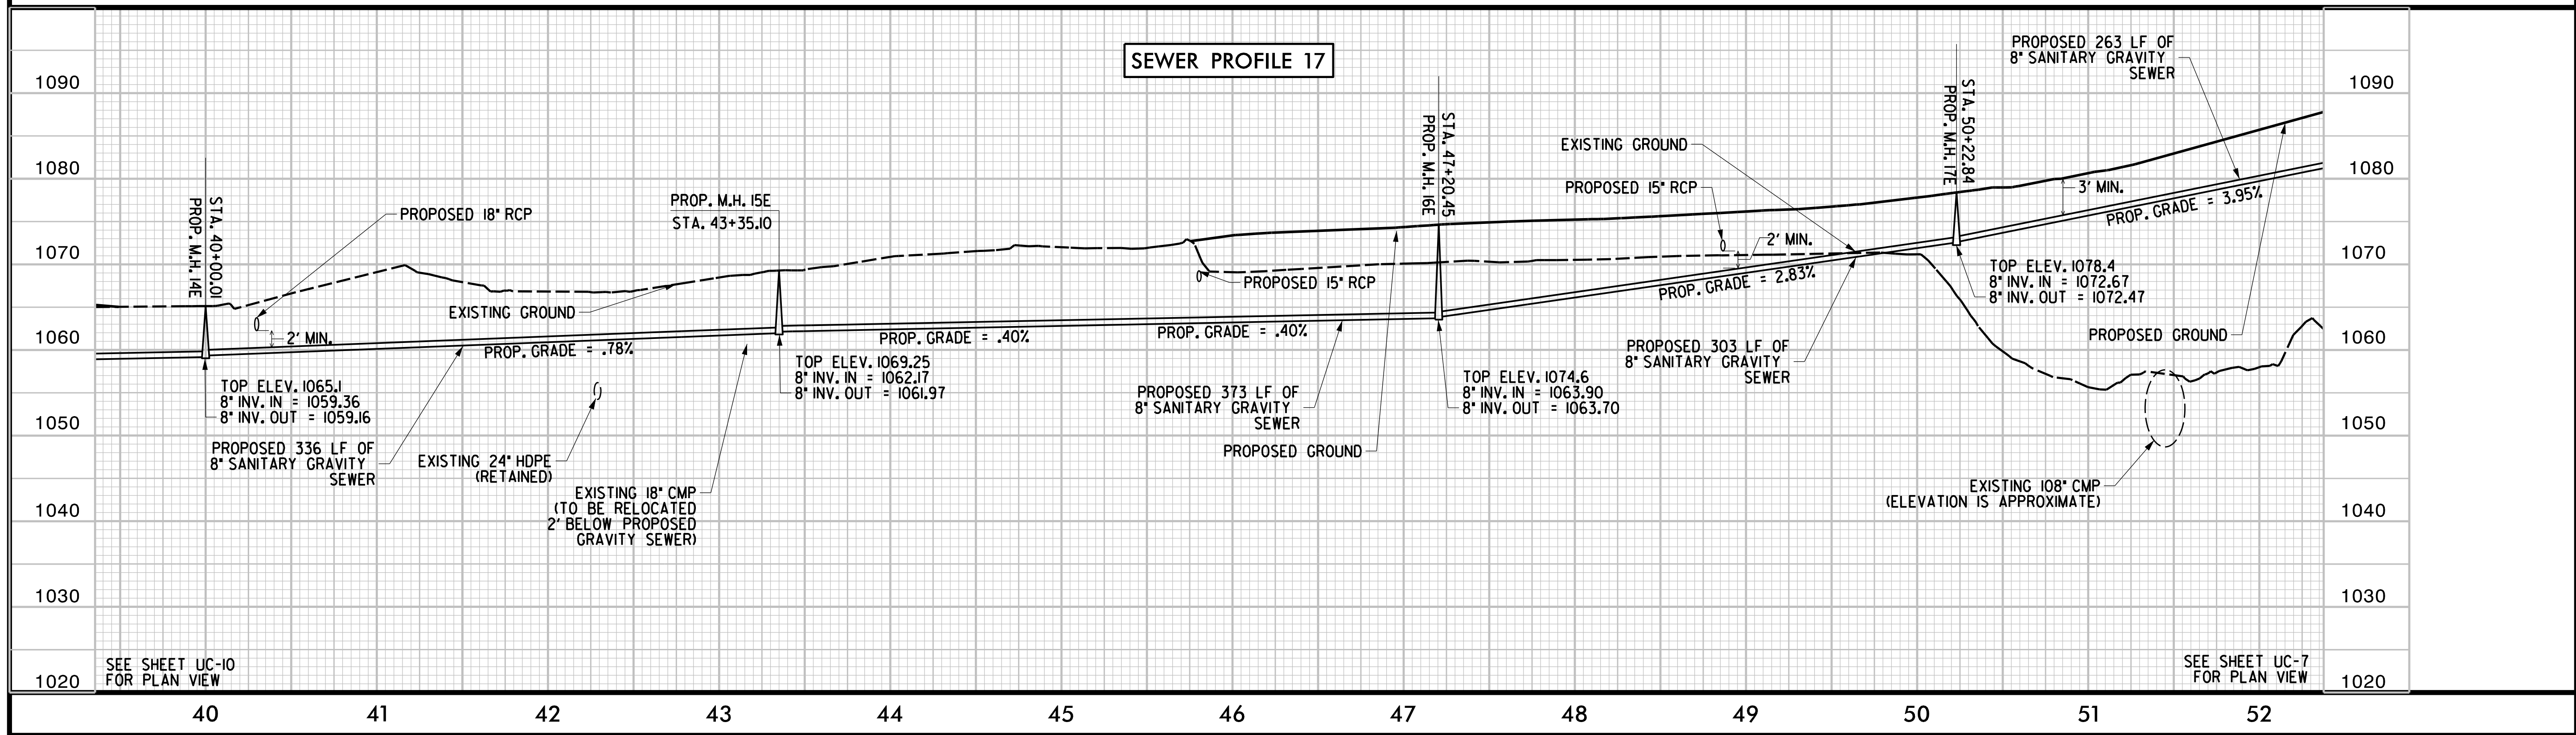 SEWER PROFILE 17
1090
1080
1070
1060
1050
1040
1030
1020
STA. 40+00.01
PROP. M.H. 14E
PROPOSED 18" RCP
2' MIN.
TOP ELEV. 1065.1
8" INV. IN = 1059.36
8" INV. OUT = 1059.16
PROPOSED 336 LF OF
8" SANITARY GRAVITY
SEWER
EXISTING GROUND
PROP. GRADE = .78%
EXISTING 24" HDPE
(RETAINED)
EXISTING 18" CMP
(TO BE RELOCATED
2' BELOW PROPOSED
GRAVITY SEWER)
PROP. M.H. 15E
STA. 43+35.10
TOP ELEV. 1069.25
8" INV. IN = 1062.17
8" INV. OUT = 1061.97
PROP. GRADE = .40%
PROP. GRADE = .40%
PROPOSED 15" RCP
PROPOSED 373 LF OF
8" SANITARY GRAVITY
SEWER
PROPOSED GROUND
STA. 47+20.45
PROP. M.H. 16E
TOP ELEV. 1074.6
8" INV. IN = 1063.90
8" INV. OUT = 1063.70
EXISTING GROUND
PROPOSED 15" RCP
2' MIN.
PROP. GRADE = 2.83%
PROPOSED 303 LF OF
8" SANITARY GRAVITY
SEWER
STA. 50+22.84
PROP. M.H. 17E
TOP ELEV. 1078.4
8" INV. IN = 1072.67
8" INV. OUT = 1072.47
PROPOSED 263 LF OF
8" SANITARY GRAVITY
SEWER
3' MIN.
PROP. GRADE = 3.95%
PROPOSED GROUND
EXISTING 108" CMP
(ELEVATION IS APPROXIMATE)
1090
1080
1070
1060
1050
1040
1030
1020
SEE SHEET UC-10
FOR PLAN VIEW
SEE SHEET UC-7
FOR PLAN VIEW
40 41 42 43 44 45 46 47 48 49 50 51 52